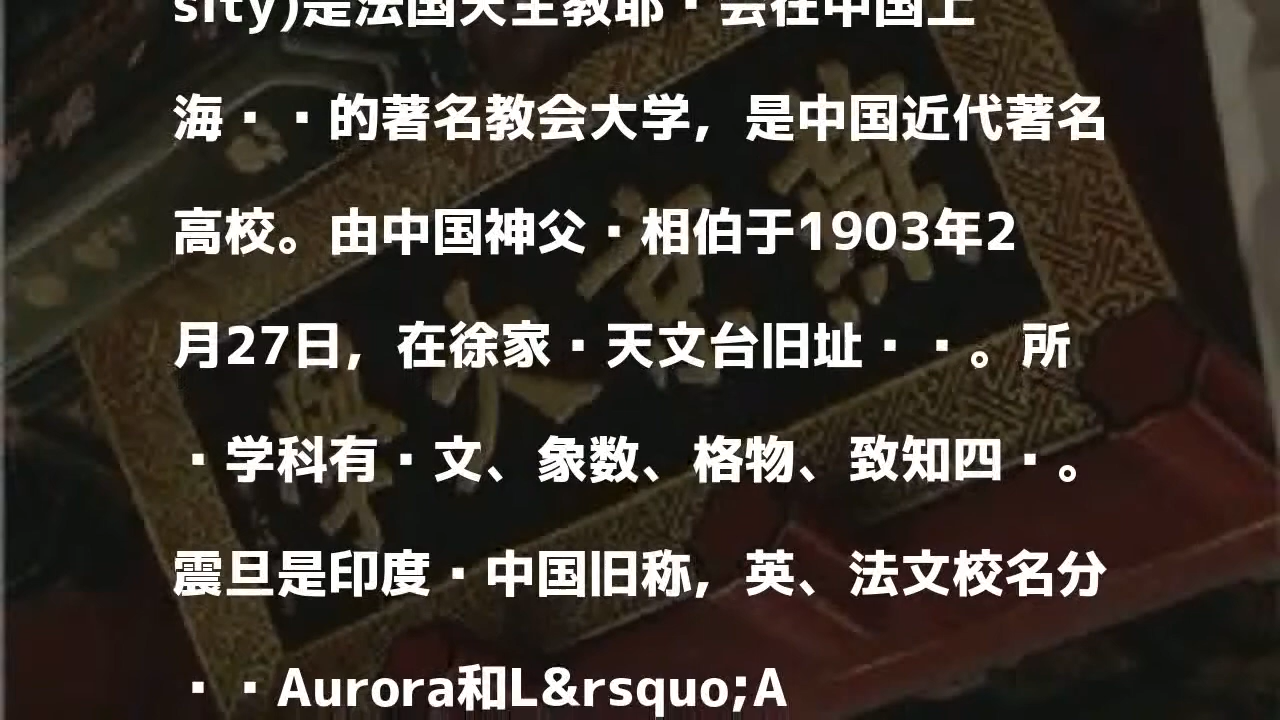 sity)是法国天主教耶·会在中国上
海··的著名教会大学，是中国近代著名
高校。由中国神父·相伯于1903年2
月27日，在徐家·天文台旧址··。所
·学科有·文、象数、格物、致知四·。
震旦是印度·中国旧称，英、法文校名分
··Aurora和L&rsquo;A
燕京大學